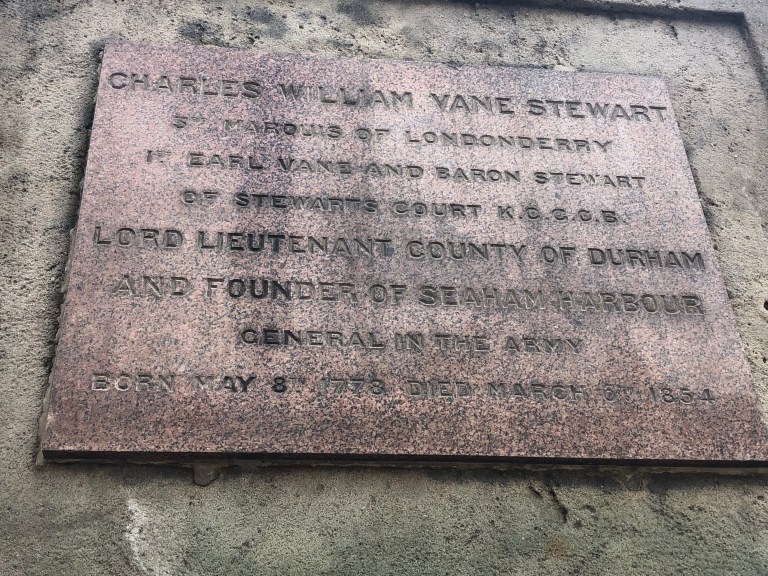 CHARLES WILLIAM VANE STEWART
MARQUIS OF LONDONDERRY
1ST EARL VANE AND BARON STEWART
OF STEWARTS COURT K.G.G.C.B.
LORD LIEUTENANT COUNTY OF DURHAM
AND FOUNDER OF SEAHAM HARBOUR
GENERAL IN THE ARMY
BORN MAY 8TH 1778 DIED MARCH 6TH 1854